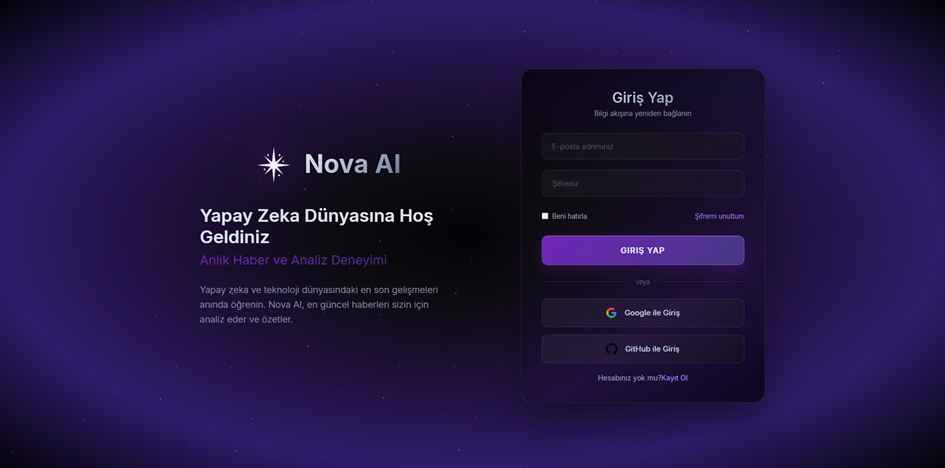 Nova AI
Yapay Zeka Dünyasına Hoş
Geldiniz
Anlık Haber ve Analiz Deneyimi
Yapay zeka ve teknoloji dünyasındaki en son gelişmeleri
anında öğrenin. Nova AI, en güncel haberleri sizin için
analiz eder ve özetler.
Giriş Yap
Bilgi akışına yeniden bağlanın
E-posta adresiniz
Şifreniz
Beni hatırla
Şifremi unuttum
GIRIŞ YAP
veya
Google ile Giriş
GitHub ile Giriş
Hesabınız yok mu?Kayıt Ol